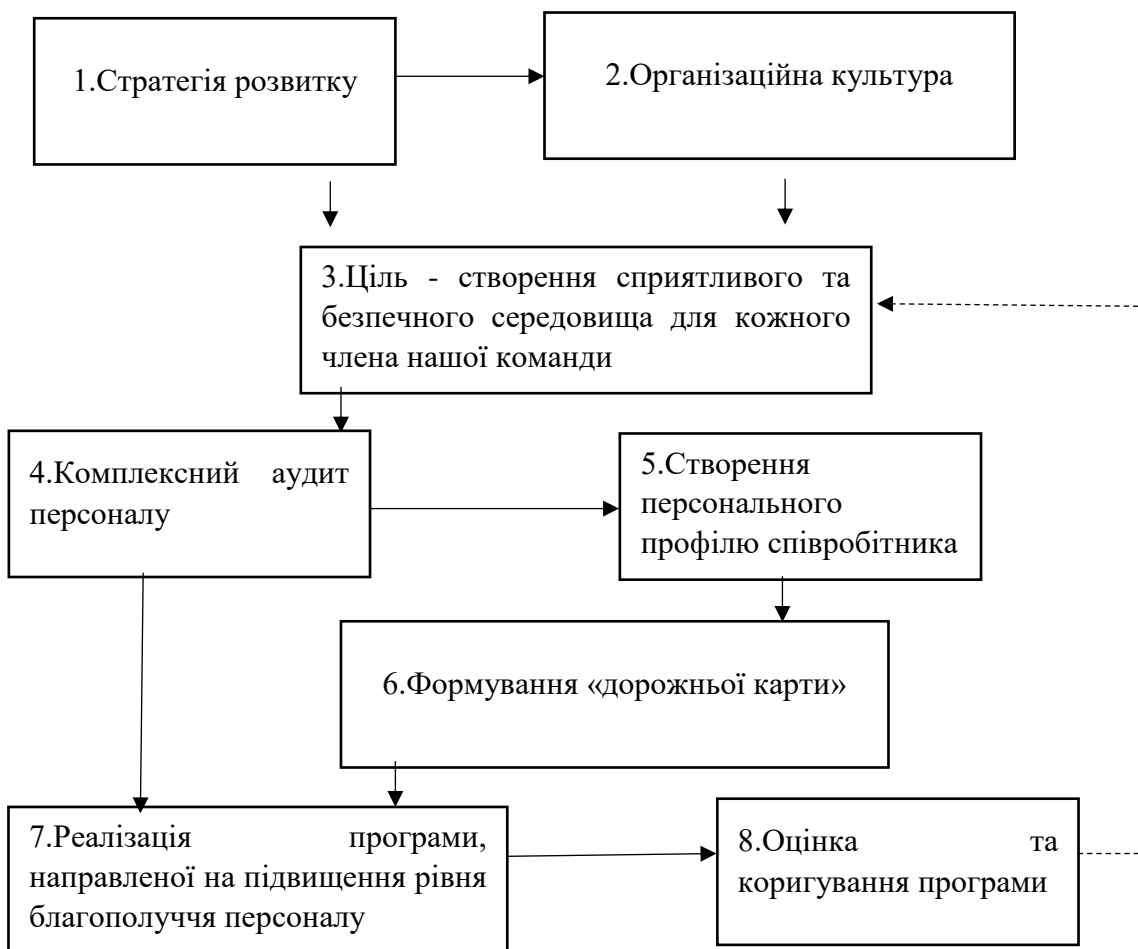 1.Стратегія розвитку
2.Організаційна культура
3.Ціль - створення сприятливого та
безпечного середовища для кожного
члена нашої команди
4.Комплексний аудит
персоналу
5.Створення
персонального
профілю співробітника
6.Формування «дорожньої карти»
7.Реалізація програми,
направленої на підвищення рівня
благополуччя персоналу
8.Оцінка та
коригування програми